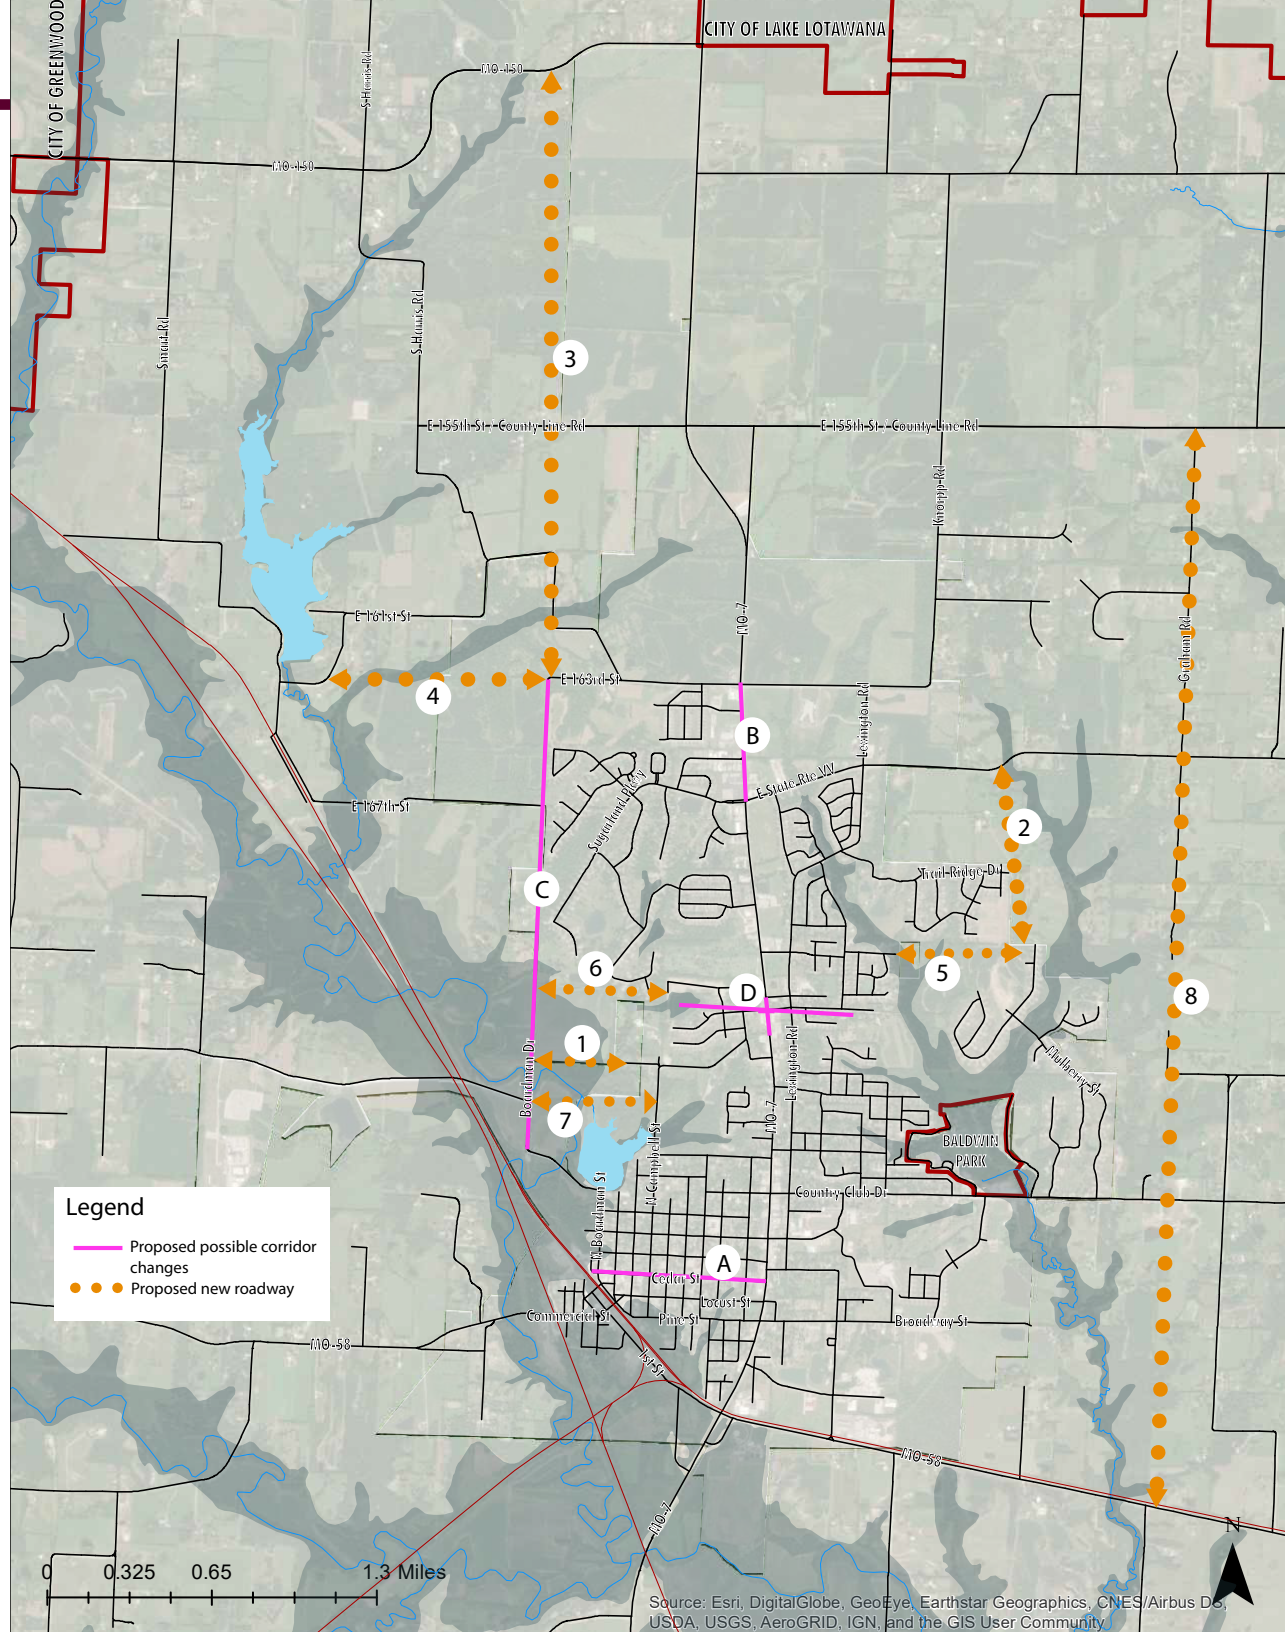 CITY OF GREENWOOD
CITY OF LAKE LOTAWANA
MO-150
S Harris Rd
MO-150
Smart Rd
S Harris Rd
3
E 155th St / County Line Rd
E 155th St / County Line Rd
Knorpp Rd
MO-7
E 161st St
Graham Rd
E 163rd St
4
Lexington Rd
B
E State Rte VV
E 167th St
Sugarland Pkwy
2
Trail Ridge Dr
C
6
5
D
8
1
Boardman Dr
Lexington Rd
Mulberry St
7
MO-7
N Campbell St
BALDWIN
PARK
Country Club Dr
N Boardman St
Legend
Proposed possible corridor
changes
Proposed new roadway
A
Cedar St
Locust St
Commercial St
Pine St
Broadway St
MO-58
1st St
MO-58
MO-7
N
0 0.325 0.65 1.3 Miles
Source: Esri, DigitalGlobe, GeoEye, Earthstar Geographics, CNES/Airbus DS,
USDA, USGS, AeroGRID, IGN, and the GIS User Community